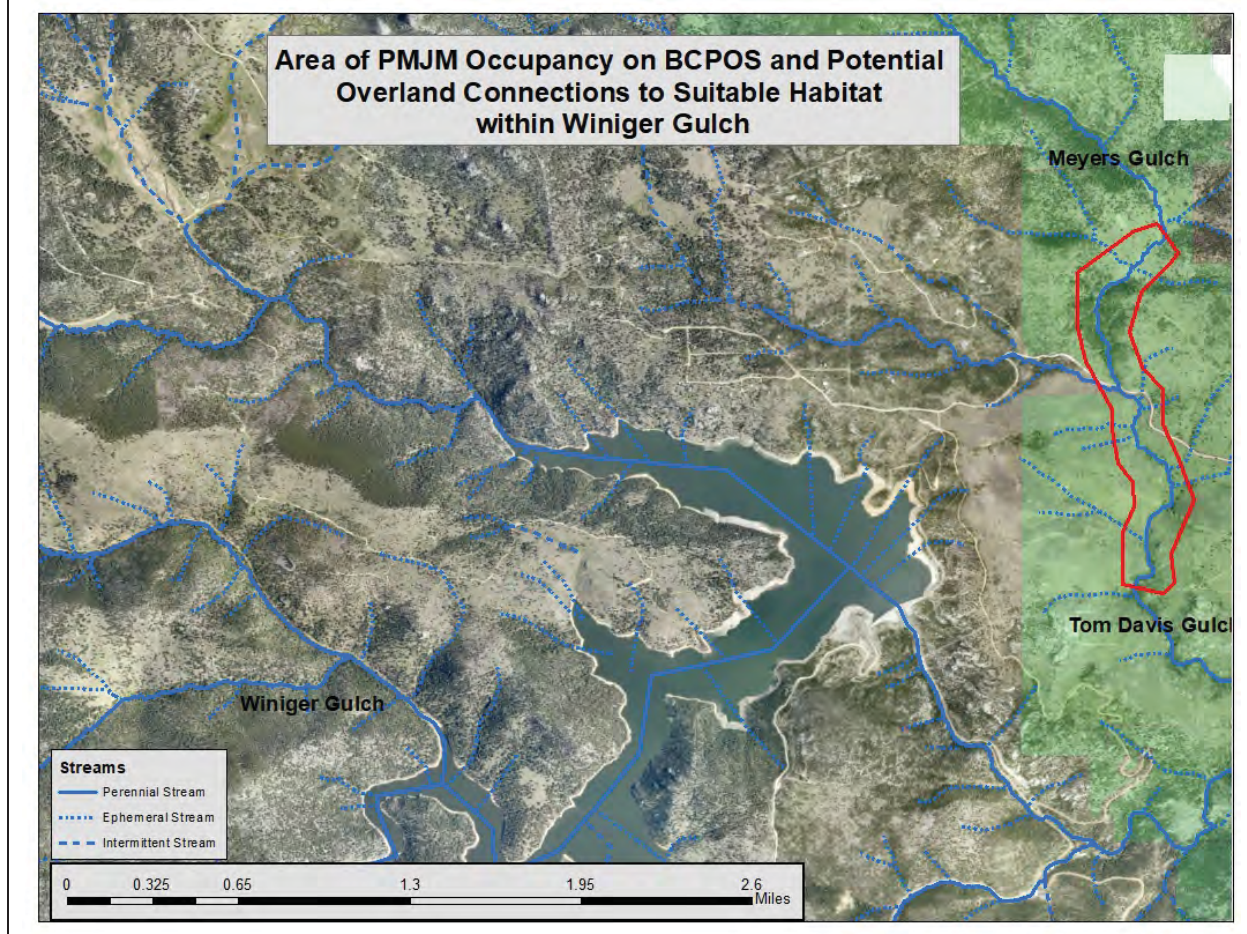 Area of PMJM Occupancy on BCPOS and Potential
Overland Connections to Suitable Habitat
within Winiger Gulch
Meyers Gulch
Tom Davis Gulc
Winiger Gulch
Streams
Perennial Stream
Ephemeral Stream
Intermittent Stream
0 0.325 0.65 1.3 1.95 2.6
Miles